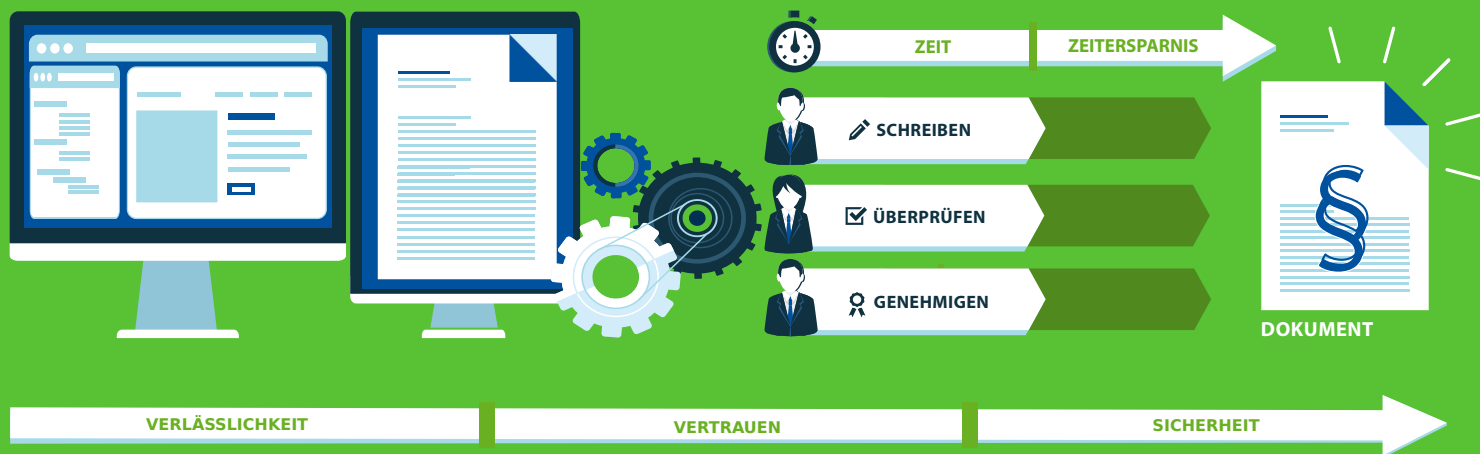 ZEIT
ZEITERSPARNIS
SCHREIBEN
ÜBERPRÜFEN
GENEHMIGEN
§
DOKUMENT
VERLÄSSLICHKEIT
VERTRAUEN
SICHERHEIT